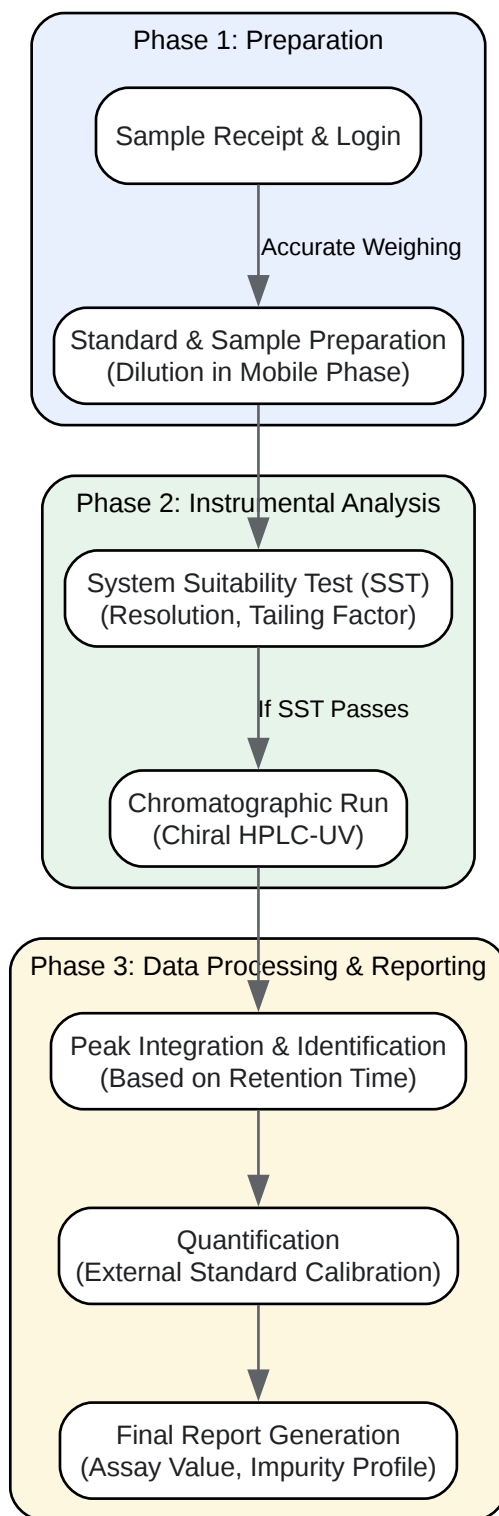 Phase 1: Preparation
Sample Receipt & Login
Accurate Weighing
Standard & Sample Preparation
(Dilution in Mobile Phase)
Phase 2: Instrumental Analysis
System Suitability Test (SST)
(Resolution, Tailing Factor)
If SST Passes
Chromatographic Run
(Chiral HPLC-UV)
Phase 3: Data Processing & Reporting
Peak Integration & Identification
(Based on Retention Time)
Quantification
(External Standard Calibration)
Final Report Generation
(Assay Value, Impurity Profile)